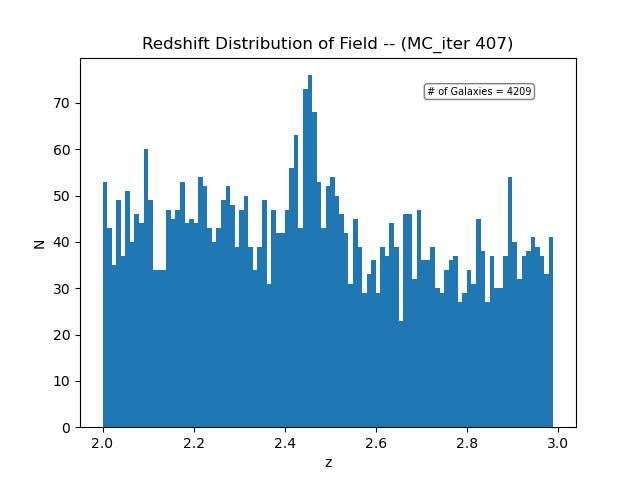 Redshift Distribution of Field -- (MC_iter 407)
# of Galaxies = 4209
70
60
50
40
30
20
10
0
N
2.0 2.2 2.4 2.6 2.8 3.0
z